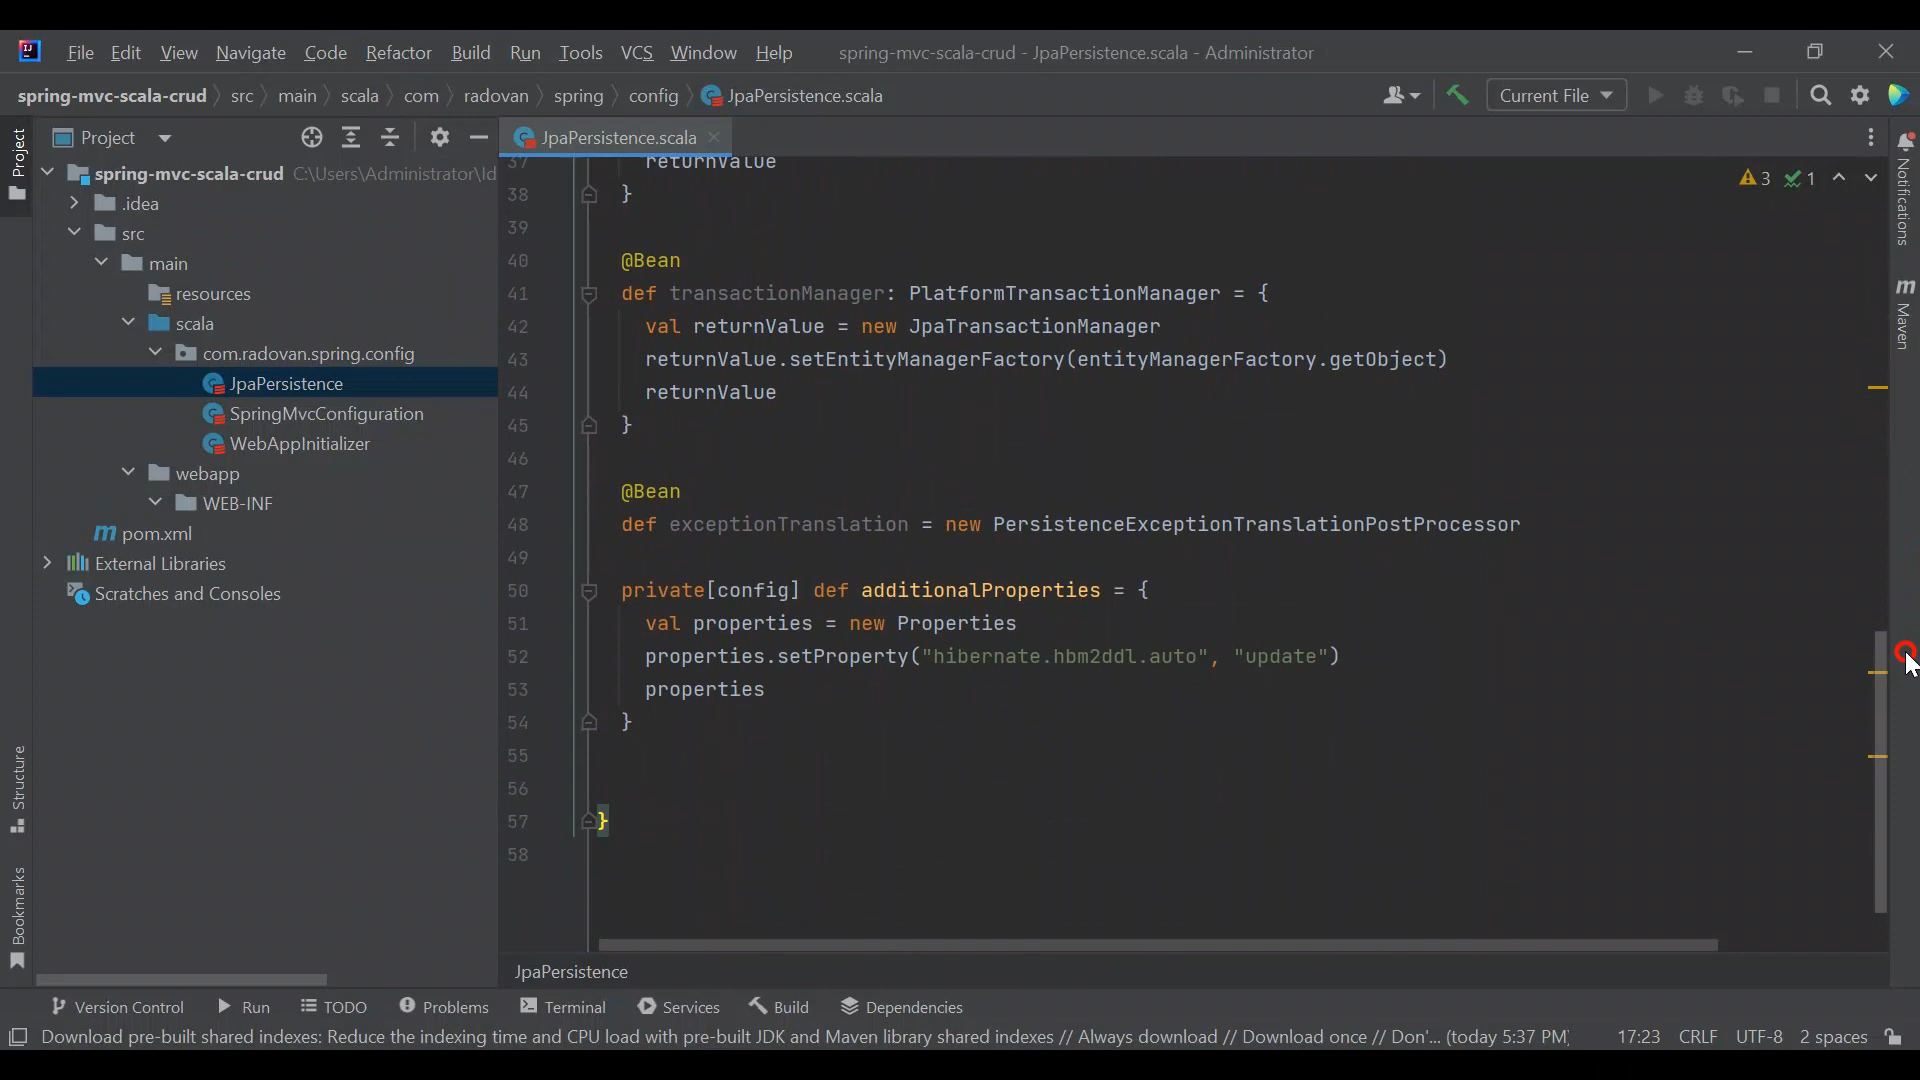 File Edit View Navigate Code Refactor Build Run Tools VCS Window Help spring-mvc-scala-crud - JpaPersistence.scala - Administrator
spring-mvc-scala-crud src main scala com radovan spring config JpaPersistence.scala Current File
Project
Project
JpaPersistence.scala
spring-mvc-scala-crud C:\Users\Administrator\Id
.idea
src
main
resources
scala
com.radovan.spring.config
JpaPersistence
SpringMvcConfiguration
WebAppInitializer
webapp
WEB-INF
pom.xml
External Libraries
Scratches and Consoles
Structure
Bookmarks
3 1
37 returnValue
38 }
39
40 @Bean
41 def transactionManager: PlatformTransactionManager = {
42 val returnValue = new JpaTransactionManager
43 returnValue.setEntityManagerFactory(entityManagerFactory.getObject)
44 returnValue
45 }
46
47 @Bean
48 def exceptionTranslation = new PersistenceExceptionTranslationPostProcessor
49
50 private[config] def additionalProperties = {
51 val properties = new Properties
52 properties.setProperty("hibernate.hbm2ddl.auto", "update")
53 properties
54 }
55
56
57 }
58
Notifications
m Maven
JpaPersistence
Version Control Run TODO Problems Terminal Services Build Dependencies
Download pre-built shared indexes: Reduce the indexing time and CPU load with pre-built JDK and Maven library shared indexes // Always download // Download once // Don'... (today 5:37 PM) 17:23 CRLF UTF-8 2 spaces